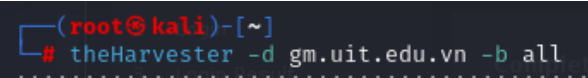 ┌──(root㉿kali)-[~]
└─# theHarvester -d gm.uit.edu.vn -b all